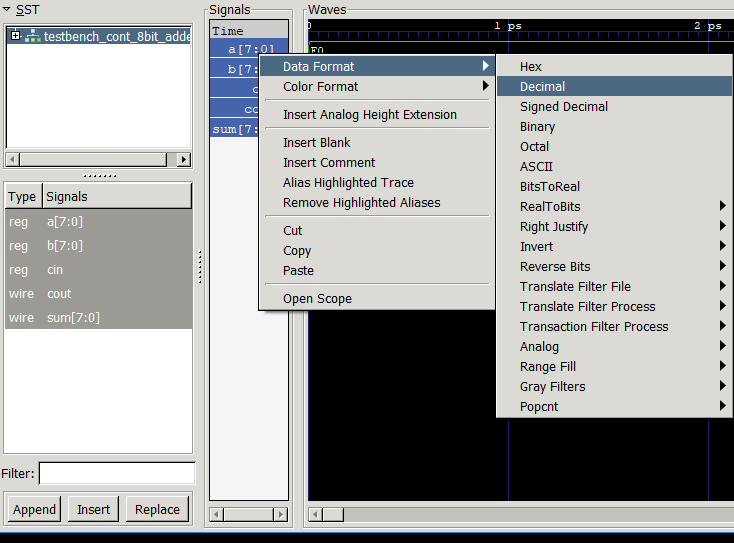 SST
testbench_cont_8bit_adde
Type Signals
reg a[7:0]
reg b[7:0]
reg cin
wire cout
wire sum[7:0]
Filter:
Append Insert Replace
Signals
Time
a[7:0]
b[7:
c
co
sum[7:
Waves
0 1 ps 2 ps
F0
Data Format
Color Format
Insert Analog Height Extension
Insert Blank
Insert Comment
Alias Highlighted Trace
Remove Highlighted Aliases
Cut
Copy
Paste
Open Scope
Hex
Decimal
Signed Decimal
Binary
Octal
ASCII
BitsToReal
RealToBits
Right Justify
Invert
Reverse Bits
Translate Filter File
Translate Filter Process
Transaction Filter Process
Analog
Range Fill
Gray Filters
Popcnt